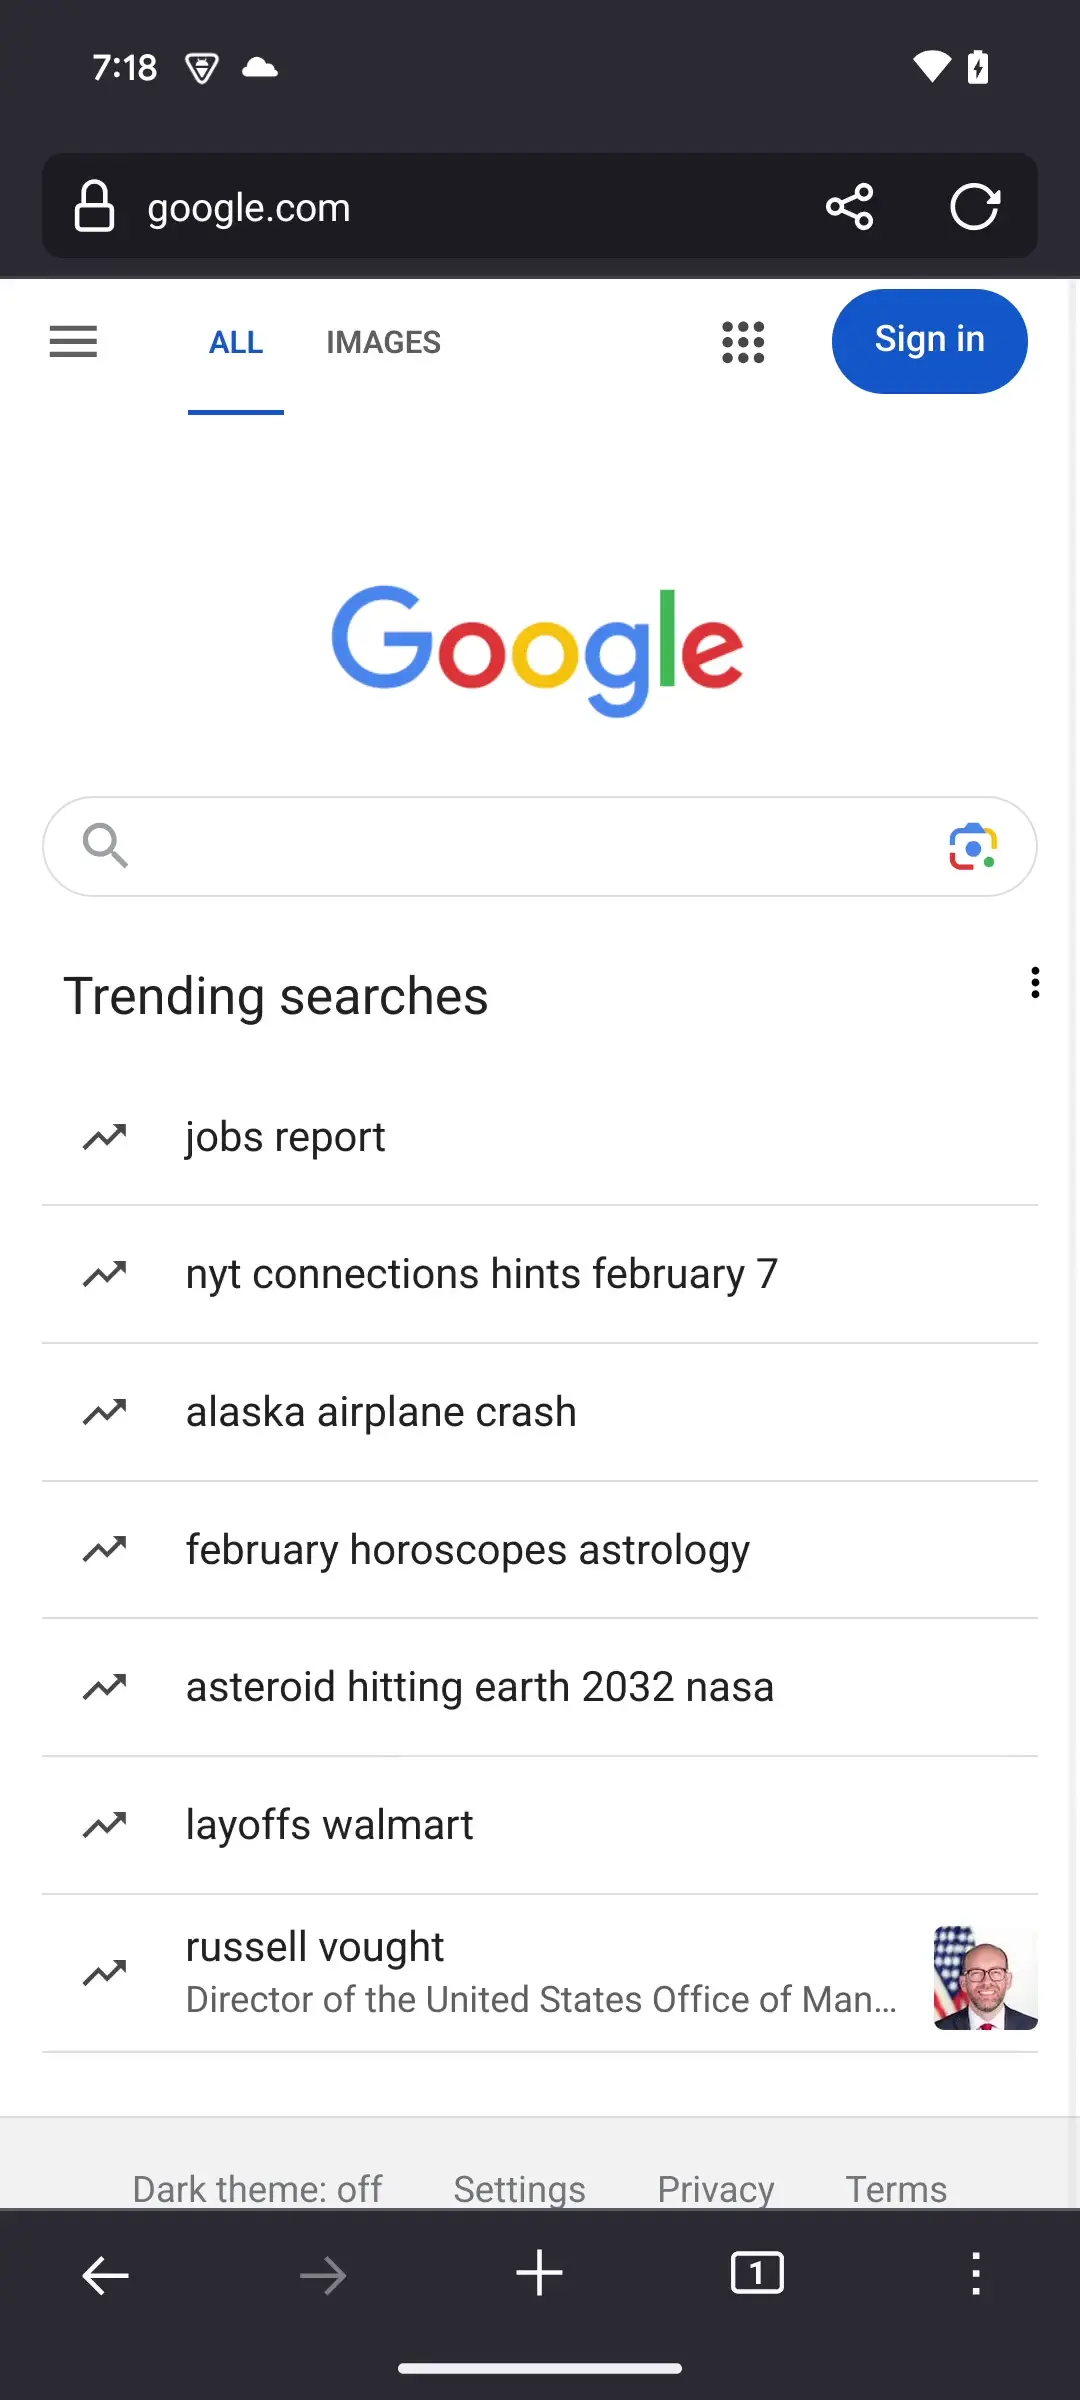 7:18
google.com
ALL IMAGES Sign in
Google
Trending searches
jobs report
nyt connections hints february 7
alaska airplane crash
february horoscopes astrology
asteroid hitting earth 2032 nasa
layoffs walmart
russell vought
Director of the United States Office of Man...
Dark theme: off Settings Privacy Terms
1